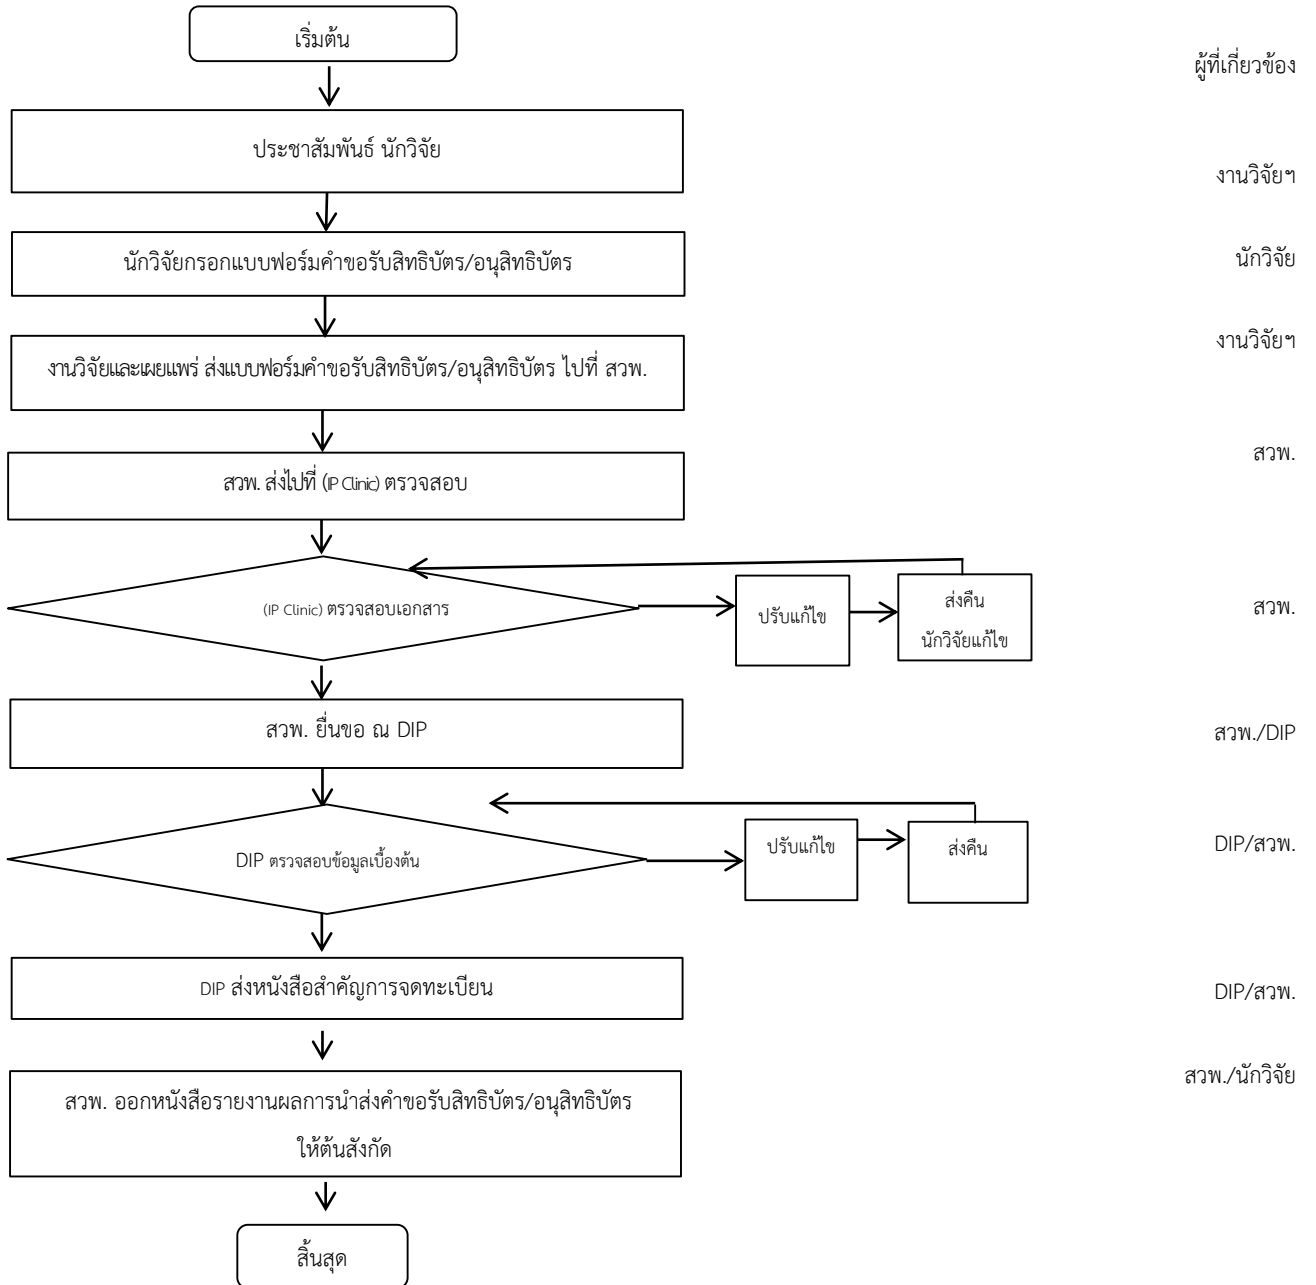 เริ่มต้น
ผู้ที่เกี่ยวข้อง
ประชาสัมพันธ์ นักวิจัย
งานวิจัยฯ
นักวิจัยกรอกแบบฟอร์มคำขอรับสิทธิบัตร/อนุสิทธิบัตร
นักวิจัย
งานวิจัยและเผยแพร่ ส่งแบบฟอร์มคำขอรับสิทธิบัตร/อนุสิทธิบัตร ไปที่ สวพ.
งานวิจัยฯ
สวพ. ส่งไปที่ (IP Clinic) ตรวจสอบ
สวพ.
(IP Clinic) ตรวจสอบเอกสาร
ปรับแก้ไข
ส่งคืน
นักวิจัยแก้ไข
สวพ.
สวพ. ยื่นขอ ณ DIP
สวพ./DIP
DIP ตรวจสอบข้อมูลเบื้องต้น
ปรับแก้ไข
ส่งคืน
DIP/สวพ.
DIP ส่งหนังสือสำคัญการจดทะเบียน
DIP/สวพ.
สวพ. ออกหนังสือรายงานผลการนำส่งคำขอรับสิทธิบัตร/อนุสิทธิบัตร
ให้ต้นสังกัด
สวพ./นักวิจัย
สิ้นสุด